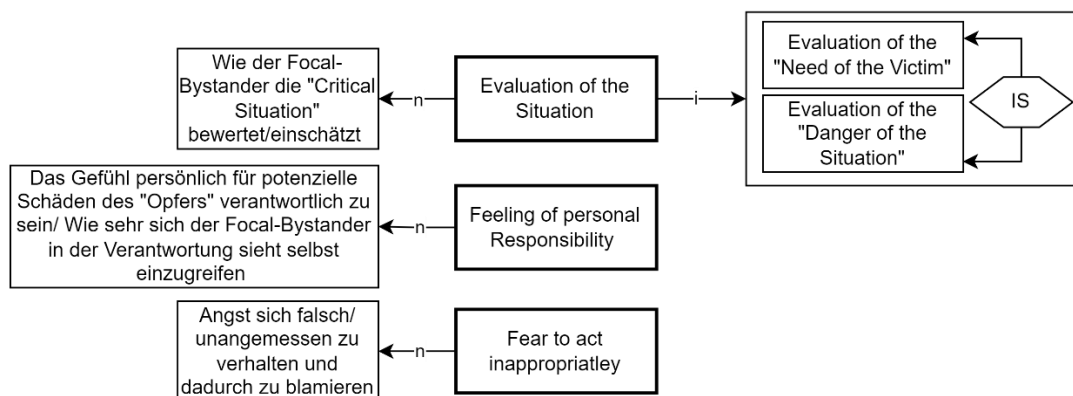 Wie der Focal-
Bystander die "Critical
Situation"
bewertet/einschätzt
n
Evaluation of the
Situation
i
Evaluation of the
"Need of the Victim"
Evaluation of the
"Danger of the
Situation"
IS
Das Gefühl persönlich für potenzielle
Schäden des "Opfers" verantwortlich zu
sein/ Wie sehr sich der Focal-Bystander
in der Verantwortung sieht selbst
einzugreifen
n
Feeling of personal
Responsibility
Angst sich falsch/
unangemessen zu
verhalten und
dadurch zu blamieren
n
Fear to act
inappropriatley